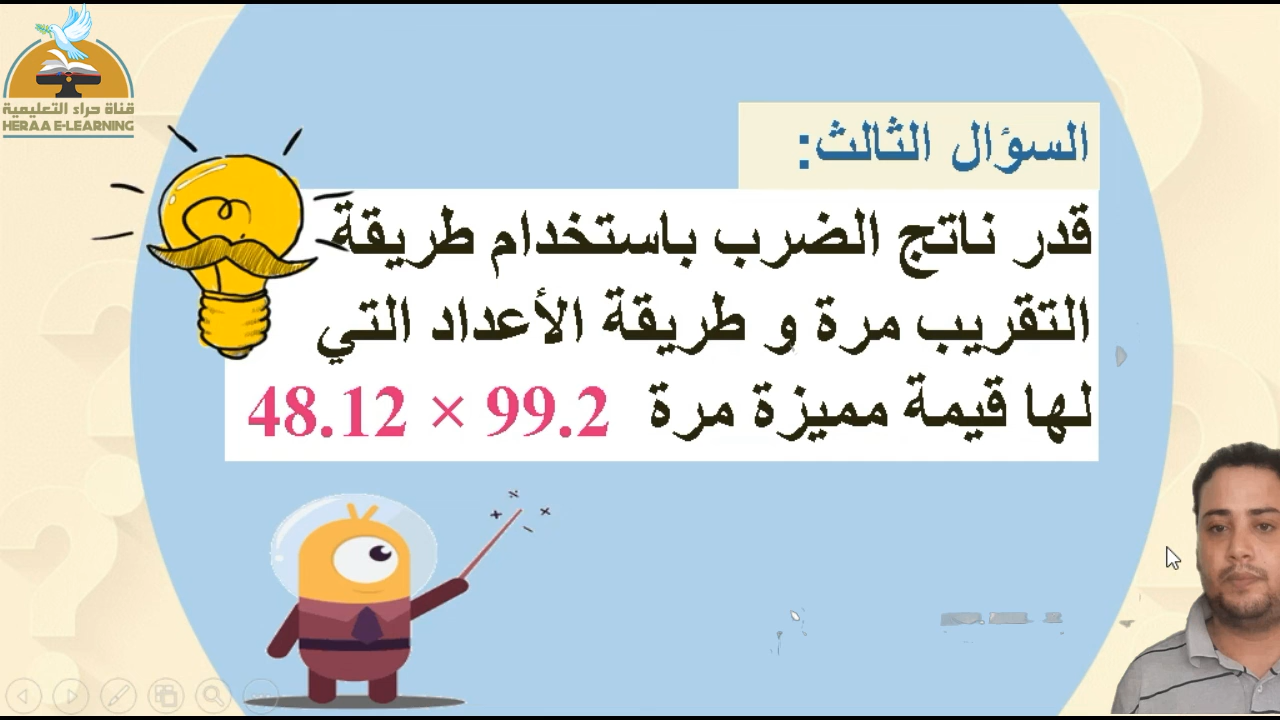 قناة حراء التعليمية
HERAA E-LEARNING
السؤال الثالث:
قدر ناتج الضرب باستخدام طريقة
التقريب مرة و طريقة الأعداد التي
لها قيمة مميزة مرة 48.12 × 99.2